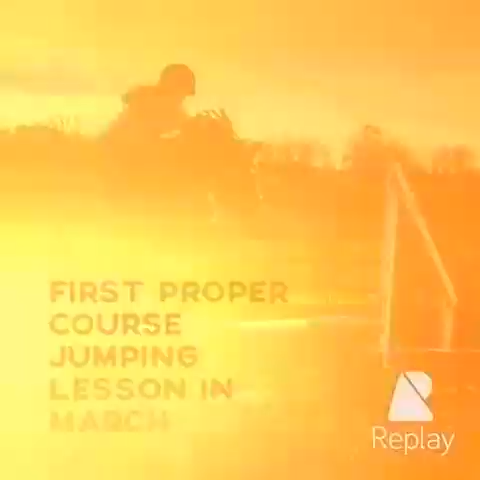 FIRST PROPER
COURSE
JUMPING
LESSON IN
MARCH
Replay